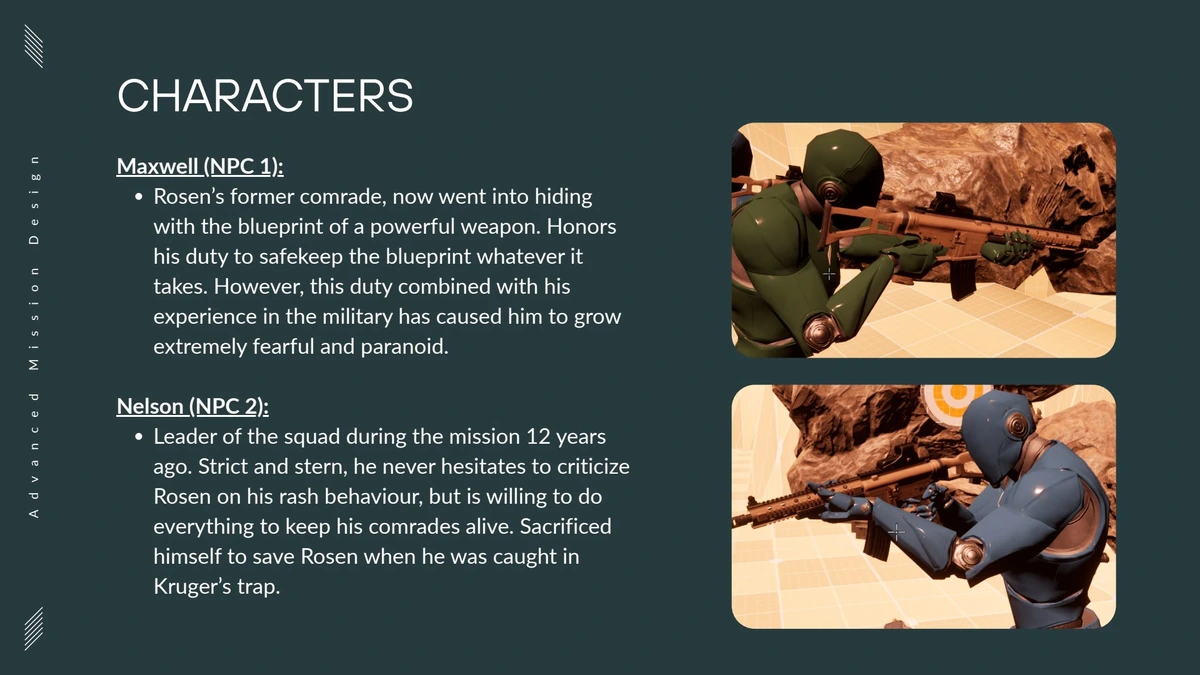 CHARACTERS
Maxwell (NPC 1):
• Rosen’s former comrade, now went into hiding
with the blueprint of a powerful weapon. Honors
his duty to safekeep the blueprint whatever it
takes. However, this duty combined with his
experience in the military has caused him to grow
extremely fearful and paranoid.
Nelson (NPC 2):
• Leader of the squad during the mission 12 years
ago. Strict and stern, he never hesitates to criticize
Rosen on his rash behaviour, but is willing to do
everything to keep his comrades alive. Sacrificed
himself to save Rosen when he was caught in
Kruger’s trap.
Advanced Mission Design